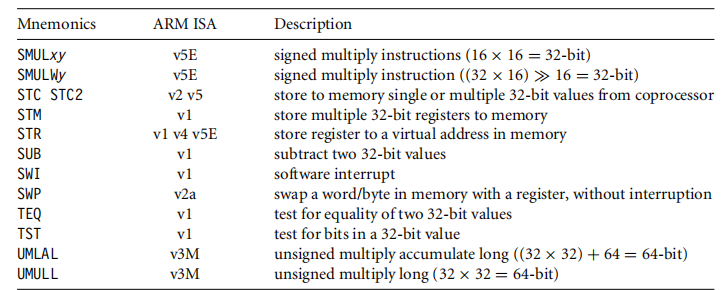 Mnemonics ARM ISA Description
SMULxy v5E signed multiply instructions (16 × 16 = 32-bit)
SMULWy v5E signed multiply instruction ((32 × 16) ≫ 16 = 32-bit)
STC STC2 v2 v5 store to memory single or multiple 32-bit values from coprocessor
STM v1 store multiple 32-bit registers to memory
STR v1 v4 v5E store register to a virtual address in memory
SUB v1 subtract two 32-bit values
SWI v1 software interrupt
SWP v2a swap a word/byte in memory with a register, without interruption
TEQ v1 test for equality of two 32-bit values
TST v1 test for bits in a 32-bit value
UMLAL v3M unsigned multiply accumulate long ((32 × 32) + 64 = 64-bit)
UMULL v3M unsigned multiply long (32 × 32 = 64-bit)